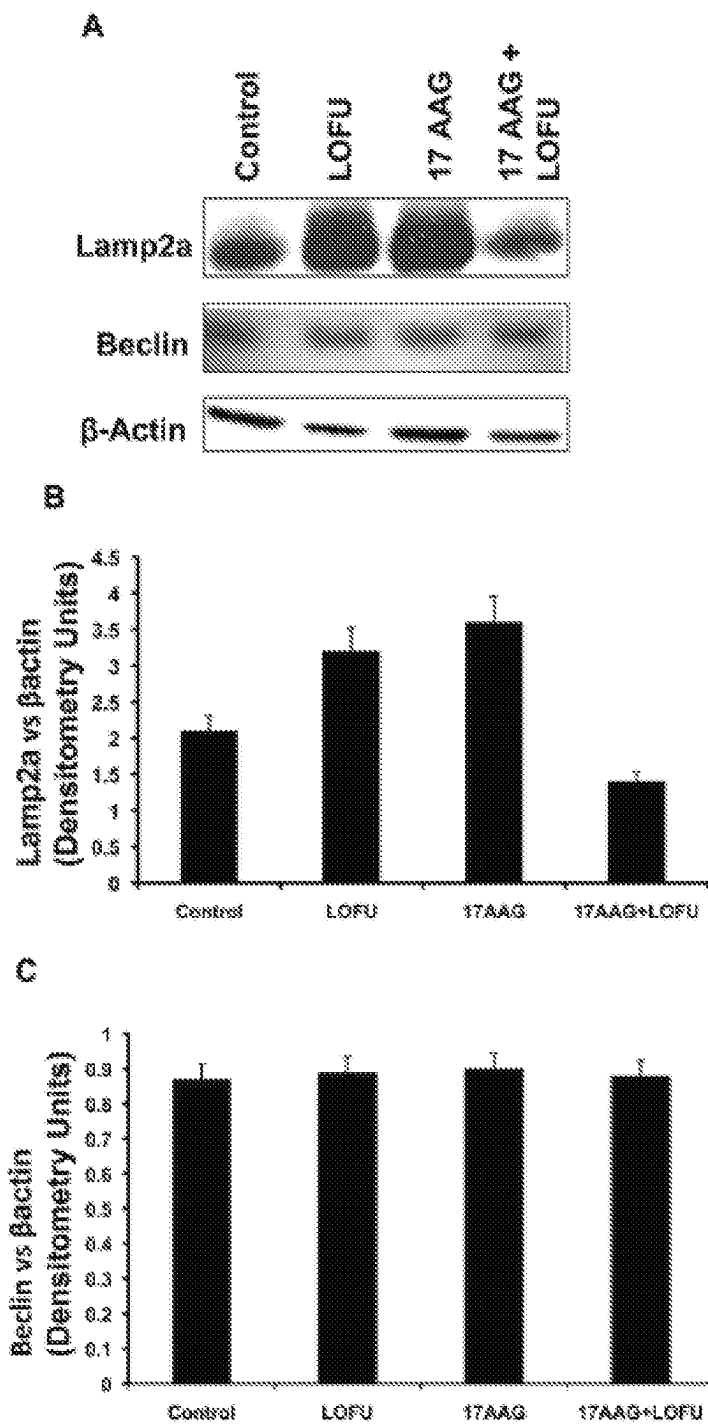 A
Control
LOFU
17 AAG
17 AAG +
LOFU
Lamp2a
Beclin
β-Actin
B
Lamp2a vs βactin
(Densitometry Units)
4.5
4
3.5
3
2.5
2
1.5
1
0.5
0
Control LOFU 17AAG 17AAG+LOFU
C
Beclin vs βactin
(Densitometry Units)
1
0.9
0.8
0.7
0.6
0.5
0.4
0.3
0.2
0.1
0
Control LOFU 17AAG 17AAG+LOFU